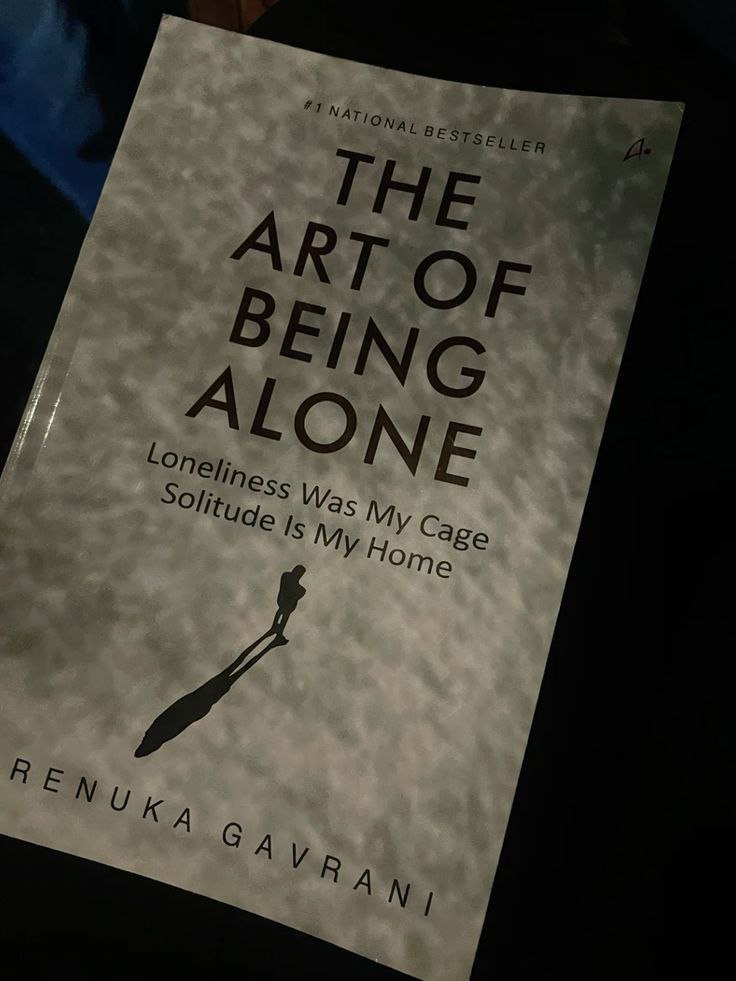 #1 NATIONAL BESTSELLER
THE
ART OF
BEING
ALONE
Loneliness Was My Cage
Solitude Is My Home
RENUKA GAVRANI